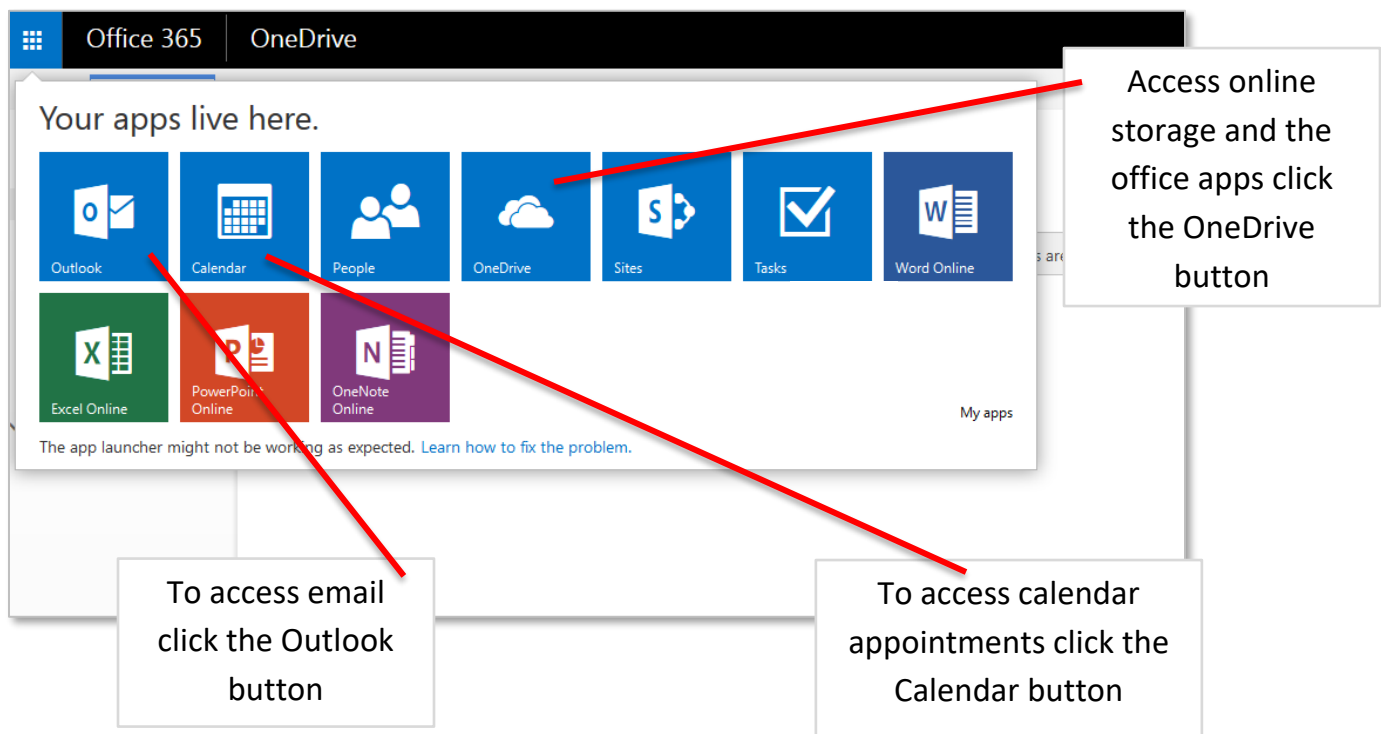 Office 365 OneDrive
Access online
storage and the
office apps click
the OneDrive
button
Your apps live here.
Outlook Calendar People OneDrive Sites Tasks Word Online
Excel Online
PowerPoint
Online
OneNote
Online
My apps
The app launcher might not be working as expected. Learn how to fix the problem.
To access email
click the Outlook
button
To access calendar
appointments click the
Calendar button